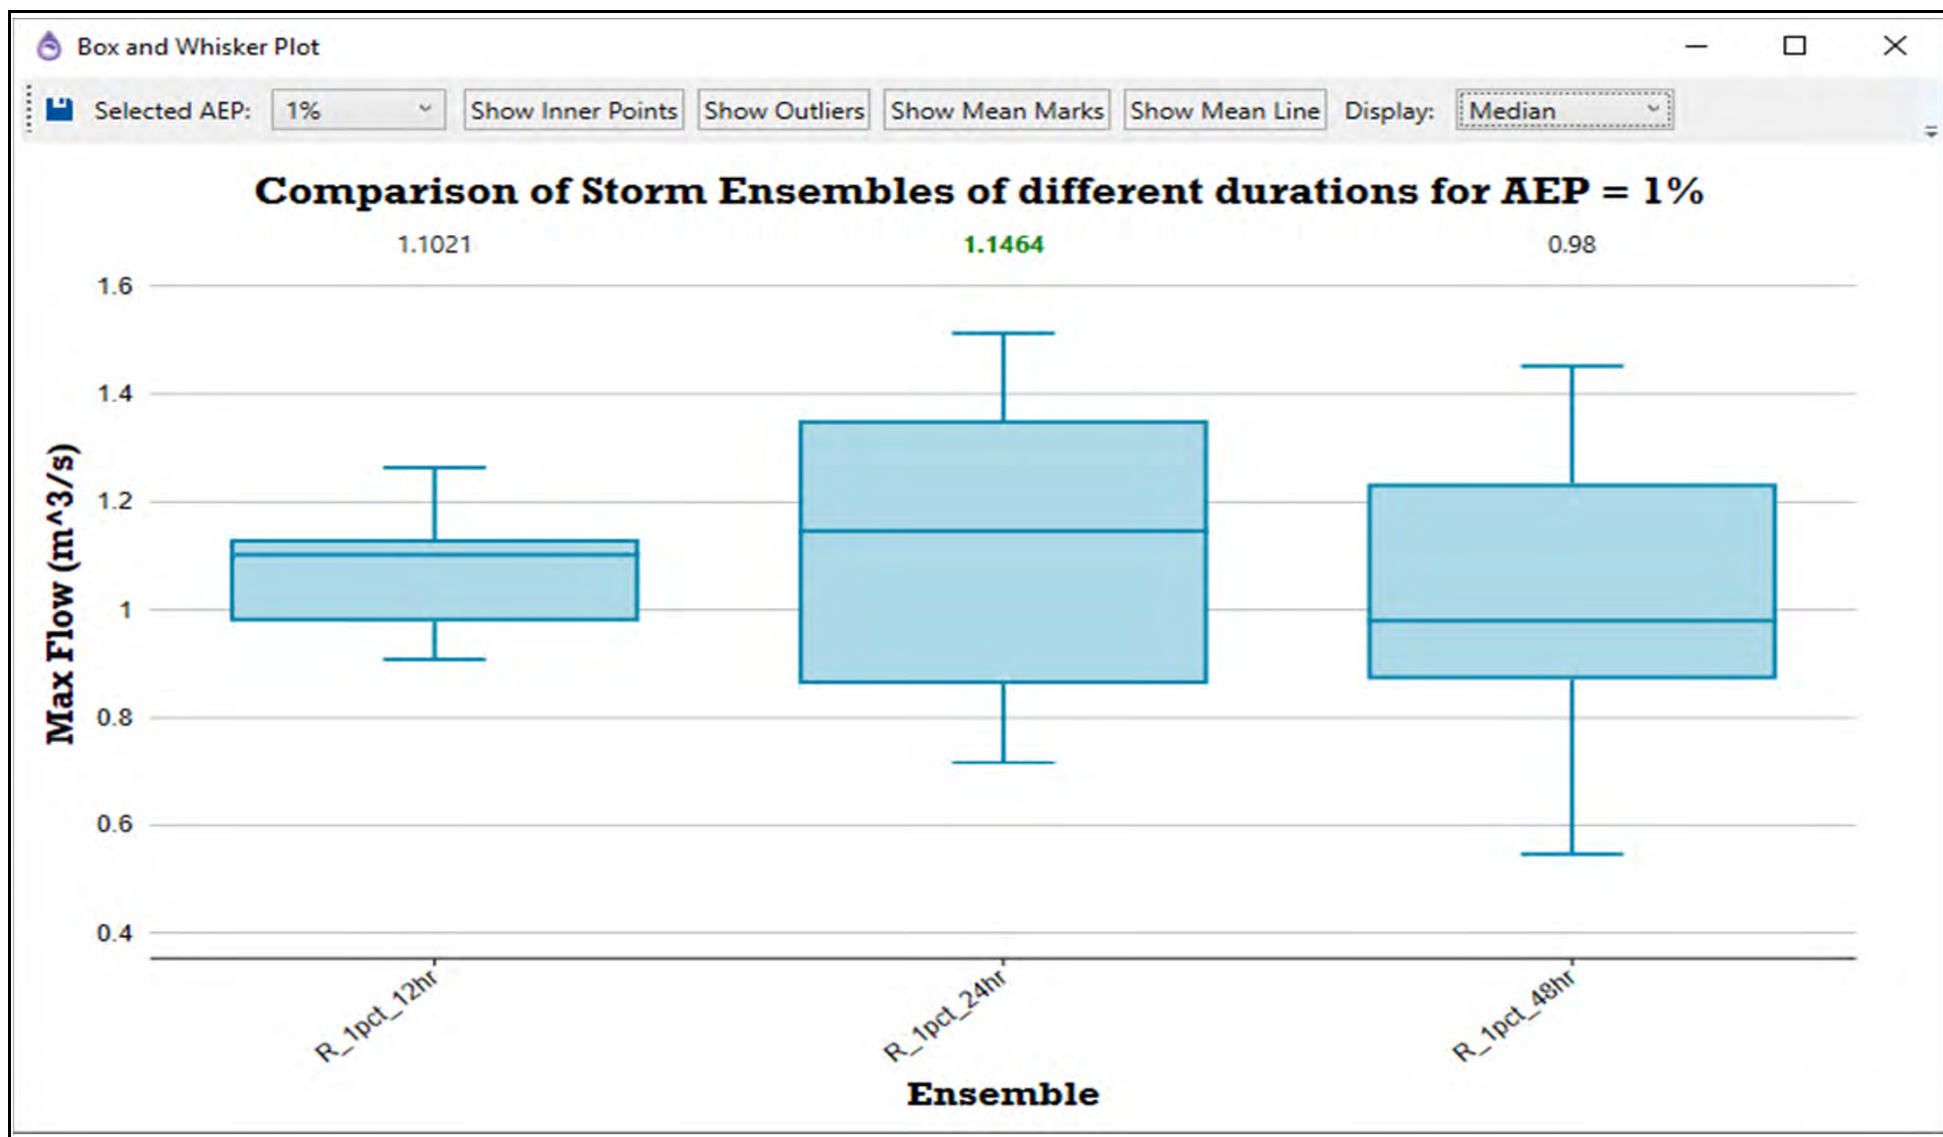 Box and Whisker Plot
Selected AEP: 1% Show Inner Points Show Outliers Show Mean Marks Show Mean Line Display: Median
Comparison of Storm Ensembles of different durations for AEP = 1%
1.1021 1.1464 0.98
1.6
1.4
1.2
1
0.8
0.6
0.4
Max Flow (m^3/s)
R_1pct_12hr R_1pct_24hr R_1pct_48hr
Ensemble